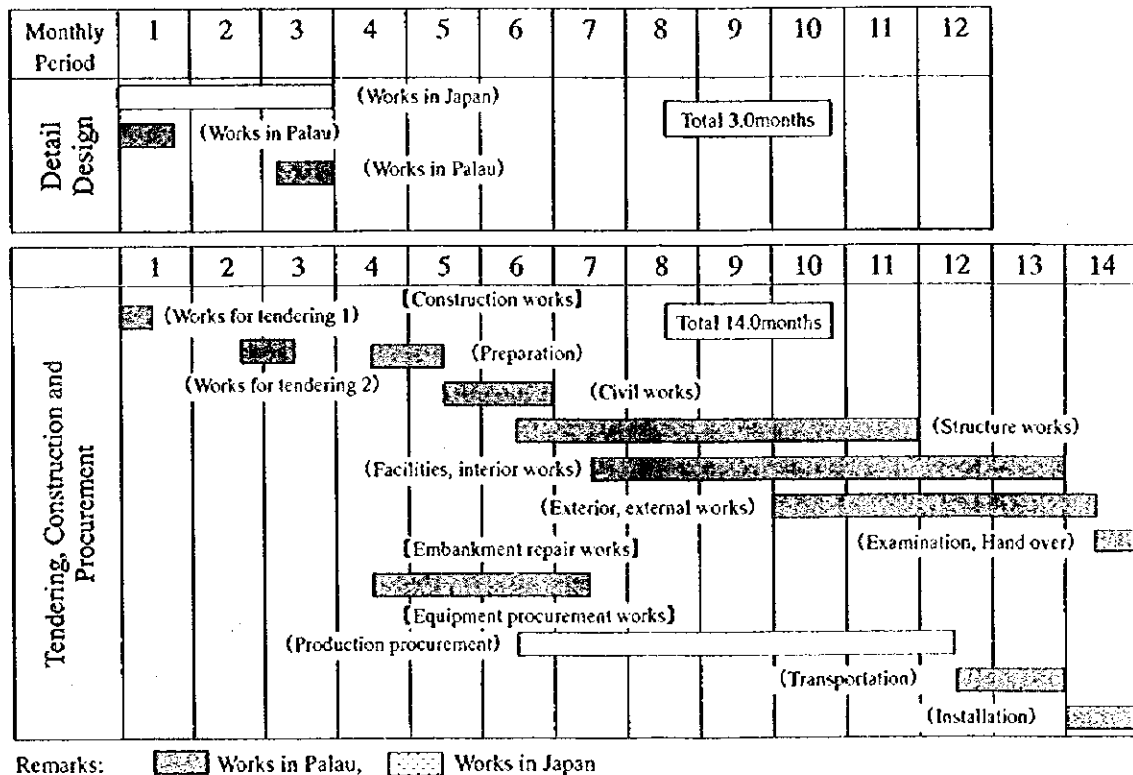 Monthly Period 1 2 3 4 5 6 7 8 9 10 11 12
Detail Design
(Works in Japan)
Total 3.0months
(Works in Palau)
(Works in Palau)
1 2 3 4 5 6 7 8 9 10 11 12 13 14
Tendering, Construction and Procurement
【Construction works】
(Works for tendering 1)
Total 14.0months
(Preparation)
(Works for tendering 2)
(Civil works)
(Structure works)
(Facilities, interior works)
(Exterior, external works)
(Examination, Hand over)
【Embankment repair works】
【Equipment procurement works】
(Production procurement)
(Transportation)
(Installation)
Remarks: Works in Palau, Works in Japan